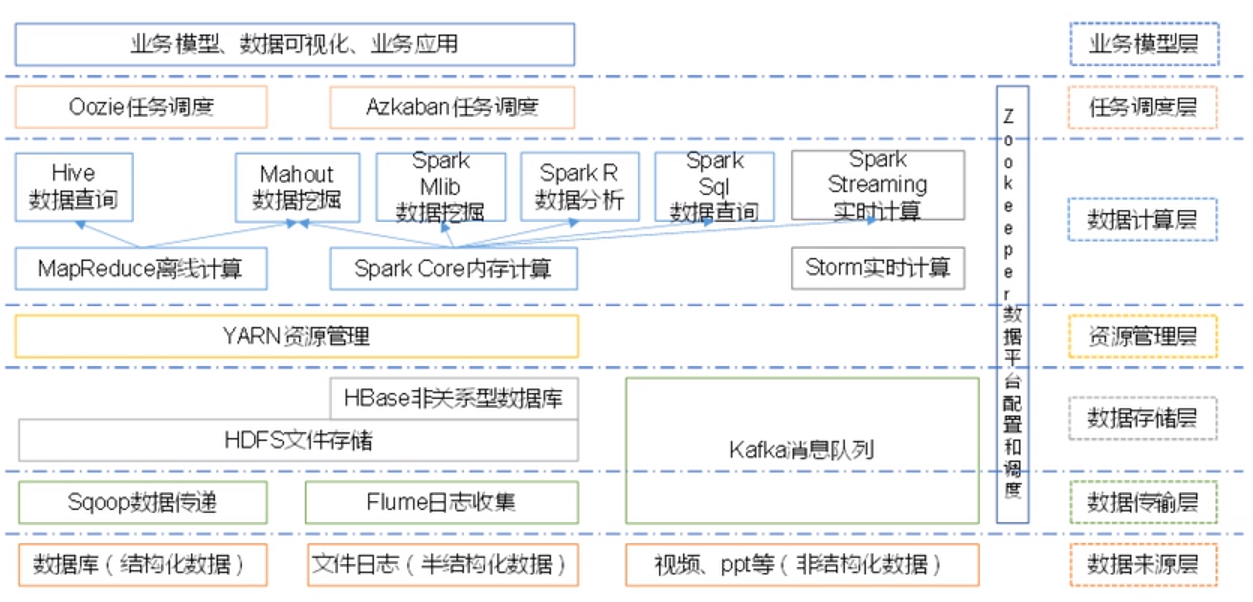 业务模型、数据可视化、业务应用
业务模型层
Oozie任务调度
Azkaban任务调度
任务调度层
Hive
数据查询
Mahout
数据挖掘
Spark
Mlib
数据挖掘
Spark R
数据分析
Spark
Sql
数据查询
Spark
Streaming
实时计算
数据计算层
MapReduce离线计算
Spark Core内存计算
Storm实时计算
Zookeeper数据平台配置和调度
YARN资源管理
资源管理层
HBase非关系型数据库
HDFS文件存储
Kafka消息队列
数据存储层
Sqoop数据传递
Flume日志收集
数据传输层
数据库（结构化数据）
文件日志（半结构化数据）
视频、ppt等（非结构化数据）
数据来源层